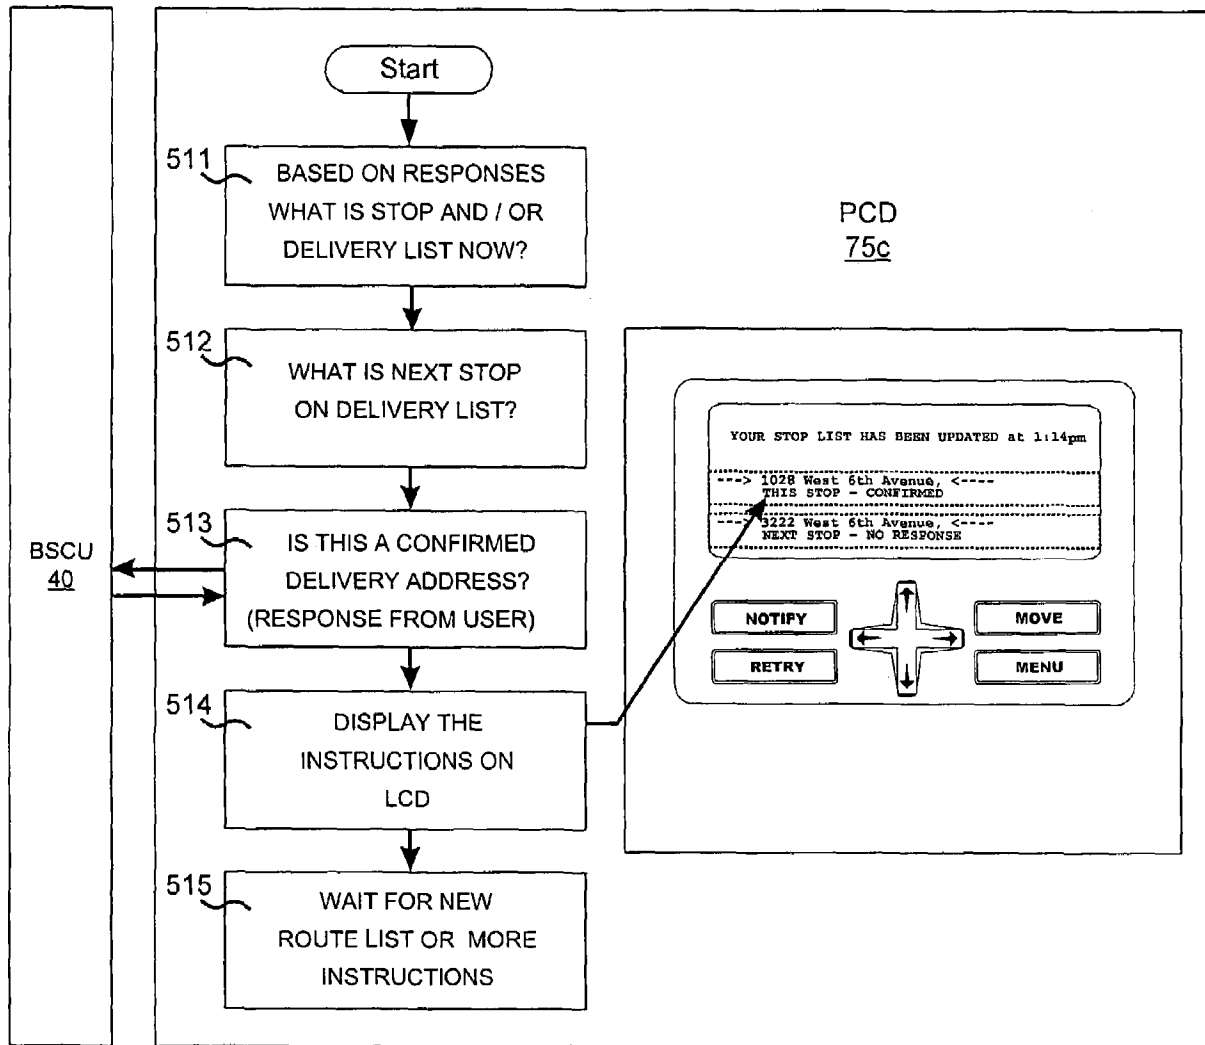 Start
511
BASED ON RESPONSES
WHAT IS STOP AND / OR
DELIVERY LIST NOW?
512
WHAT IS NEXT STOP
ON DELIVERY LIST?
513
IS THIS A CONFIRMED
DELIVERY ADDRESS?
(RESPONSE FROM USER)
BSCU
40
514
DISPLAY THE
INSTRUCTIONS ON
LCD
515
WAIT FOR NEW
ROUTE LIST OR MORE
INSTRUCTIONS
PCD
75c
YOUR STOP LIST HAS BEEN UPDATED at 1:14pm
---> 1028 West 6th Avenue, <----
THIS STOP - CONFIRMED
---> 3222 West 6th Avenue, <----
NEXT STOP - NO RESPONSE
NOTIFY
MOVE
RETRY
MENU